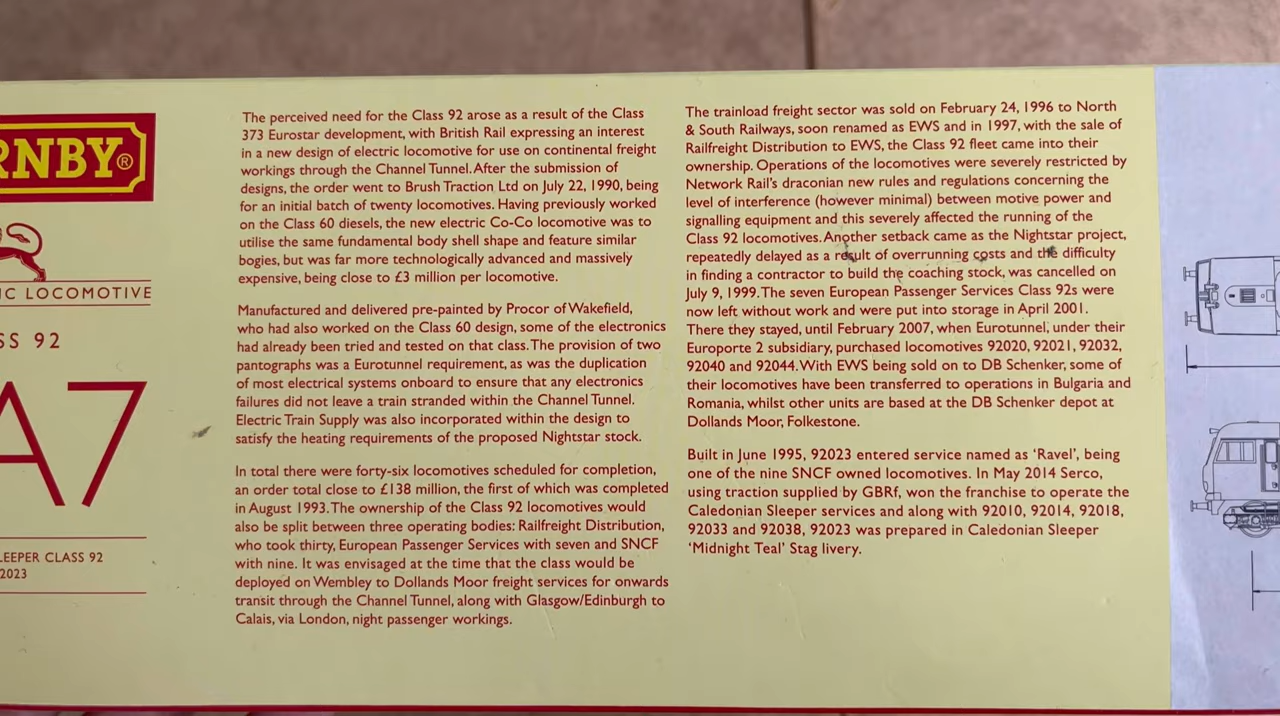 RNBY®
IC LOCOMOTIVE
SS 92
A7
LEEPER CLASS 92
2023
The perceived need for the Class 92 arose as a result of the Class
373 Eurostar development, with British Rail expressing an interest
in a new design of electric locomotive for use on continental freight
workings through the Channel Tunnel. After the submission of
designs, the order went to Brush Traction Ltd on July 22, 1990, being
for an initial batch of twenty locomotives. Having previously worked
on the Class 60 diesels, the new electric Co-Co locomotive was to
utilise the same fundamental body shell shape and feature similar
bogies, but was far more technologically advanced and massively
expensive, being close to £3 million per locomotive.
Manufactured and delivered pre-painted by Procor of Wakefield,
who had also worked on the Class 60 design, some of the electronics
had already been tried and tested on that class. The provision of two
pantographs was a Eurotunnel requirement, as was the duplication
of most electrical systems onboard to ensure that any electronics
failures did not leave a train stranded within the Channel Tunnel.
Electric Train Supply was also incorporated within the design to
satisfy the heating requirements of the proposed Nightstar stock.
In total there were forty-six locomotives scheduled for completion,
an order total close to £138 million, the first of which was completed
in August 1993. The ownership of the Class 92 locomotives would
also be split between three operating bodies: Railfreight Distribution,
who took thirty, European Passenger Services with seven and SNCF
with nine. It was envisaged at the time that the class would be
deployed on Wembley to Dollands Moor freight services for onwards
transit through the Channel Tunnel, along with Glasgow/Edinburgh to
Calais, via London, night passenger workings.
The trainload freight sector was sold on February 24, 1996 to North
& South Railways, soon renamed as EWS and in 1997, with the sale of
Railfreight Distribution to EWS, the Class 92 fleet came into their
ownership. Operations of the locomotives were severely restricted by
Network Rail's draconian new rules and regulations concerning the
level of interference (however minimal) between motive power and
signalling equipment and this severely affected the running of the
Class 92 locomotives. Another setback came as the Nightstar project,
repeatedly delayed as a result of overrunning costs and the difficulty
in finding a contractor to build the coaching stock, was cancelled on
July 9, 1999. The seven European Passenger Services Class 92s were
now left without work and were put into storage in April 2001.
There they stayed, until February 2007, when Eurotunnel, under their
Europorte 2 subsidiary, purchased locomotives 92020, 92021, 92032,
92040 and 92044. With EWS being sold on to DB Schenker, some of
their locomotives have been transferred to operations in Bulgaria and
Romania, whilst other units are based at the DB Schenker depot at
Dollands Moor, Folkestone.
Built in June 1995, 92023 entered service named as 'Ravel', being
one of the nine SNCF owned locomotives. In May 2014 Serco,
using traction supplied by GBRf, won the franchise to operate the
Caledonian Sleeper services and along with 92010, 92014, 92018,
92033 and 92038, 92023 was prepared in Caledonian Sleeper
'Midnight Teal' Stag livery.